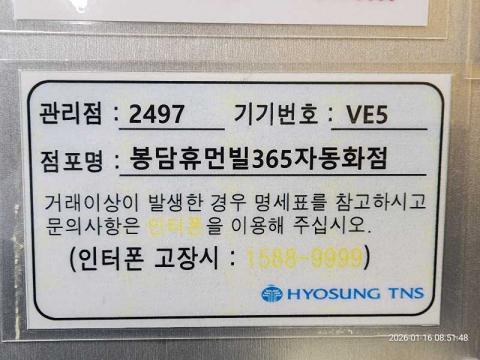 관리점 : 2497 기기번호 : VE5
점포명 : 봉담휴먼빌365자동화점
거래이상이 발생한 경우 명세표를 참고하시고
문의사항은 인터폰을 이용해 주십시오.
(인터폰 고장시 : 1588-9999)
HYOSUNG TNS
2026-01-16 08:51:48